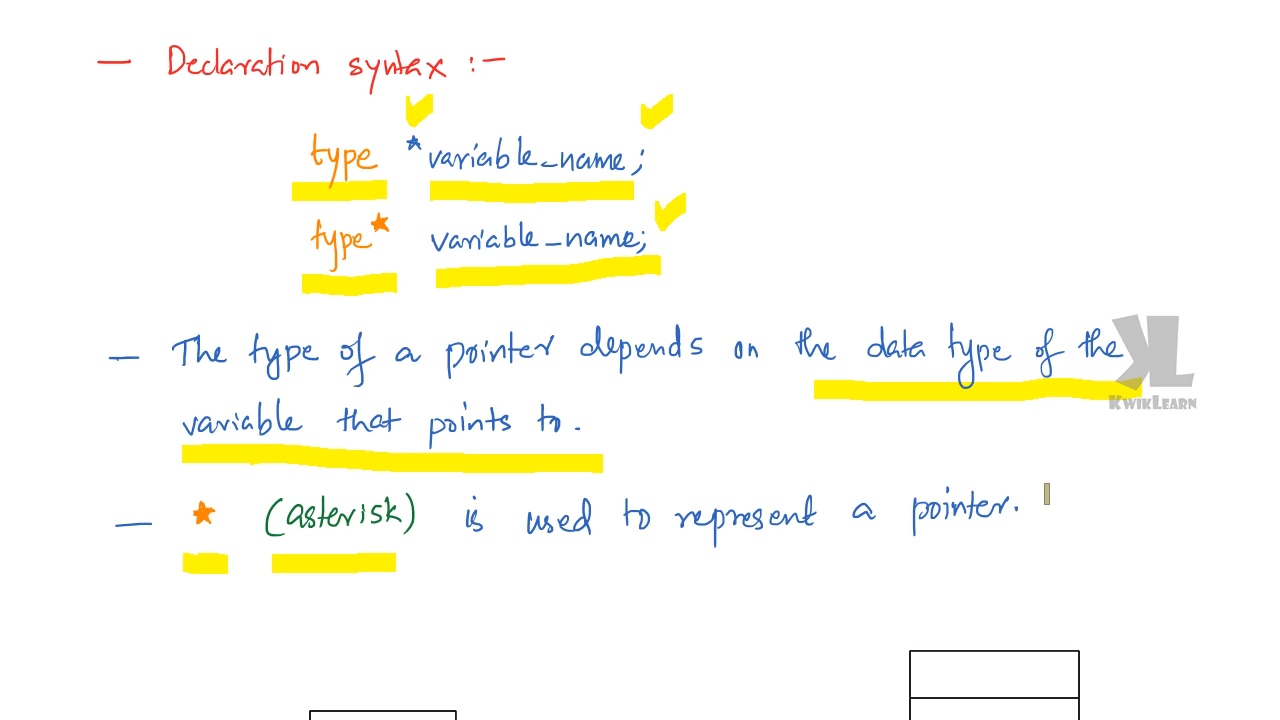 — Declaration syntax :-
type *variable_name;
type* variable_name;
— The type of a pointer depends on the data type of the
variable that points to.
— * (asterisk) is used to represent a pointer.
KL
KWIKLEARN